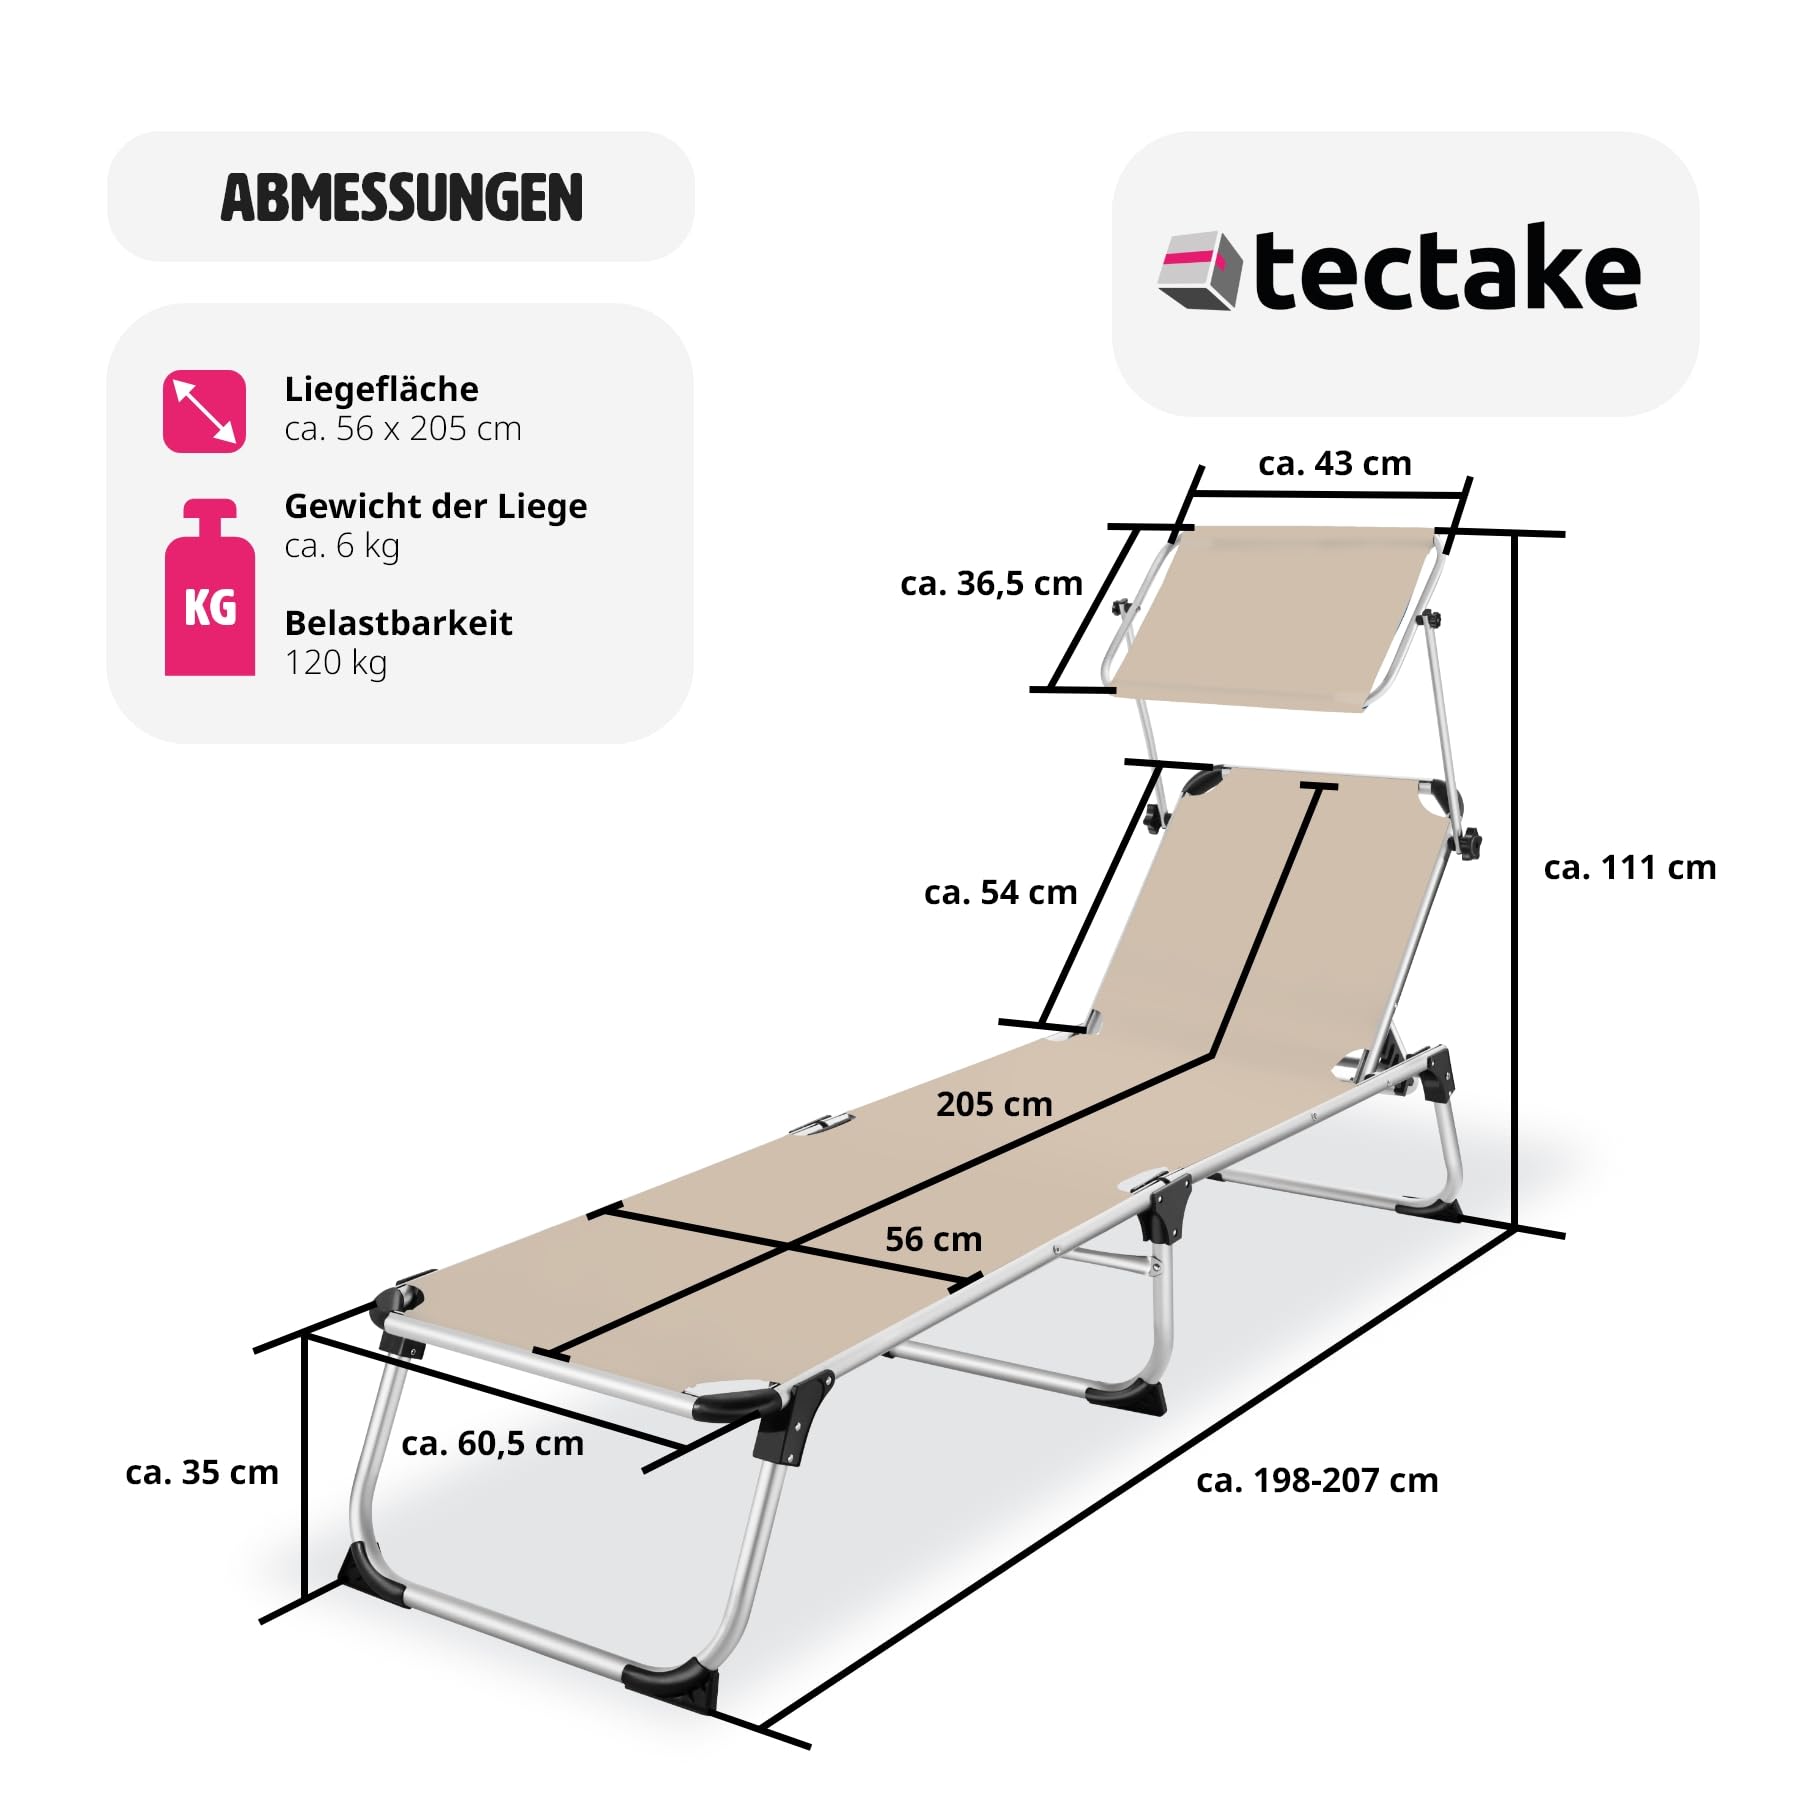 ABMESSUNGEN
tectake
Liegefläche
ca. 56 x 205 cm
Gewicht der Liege
ca. 6 kg
KG
Belastbarkeit
120 kg
ca. 43 cm
ca. 36,5 cm
ca. 111 cm
ca. 54 cm
205 cm
56 cm
ca. 60,5 cm
ca. 35 cm
ca. 198-207 cm